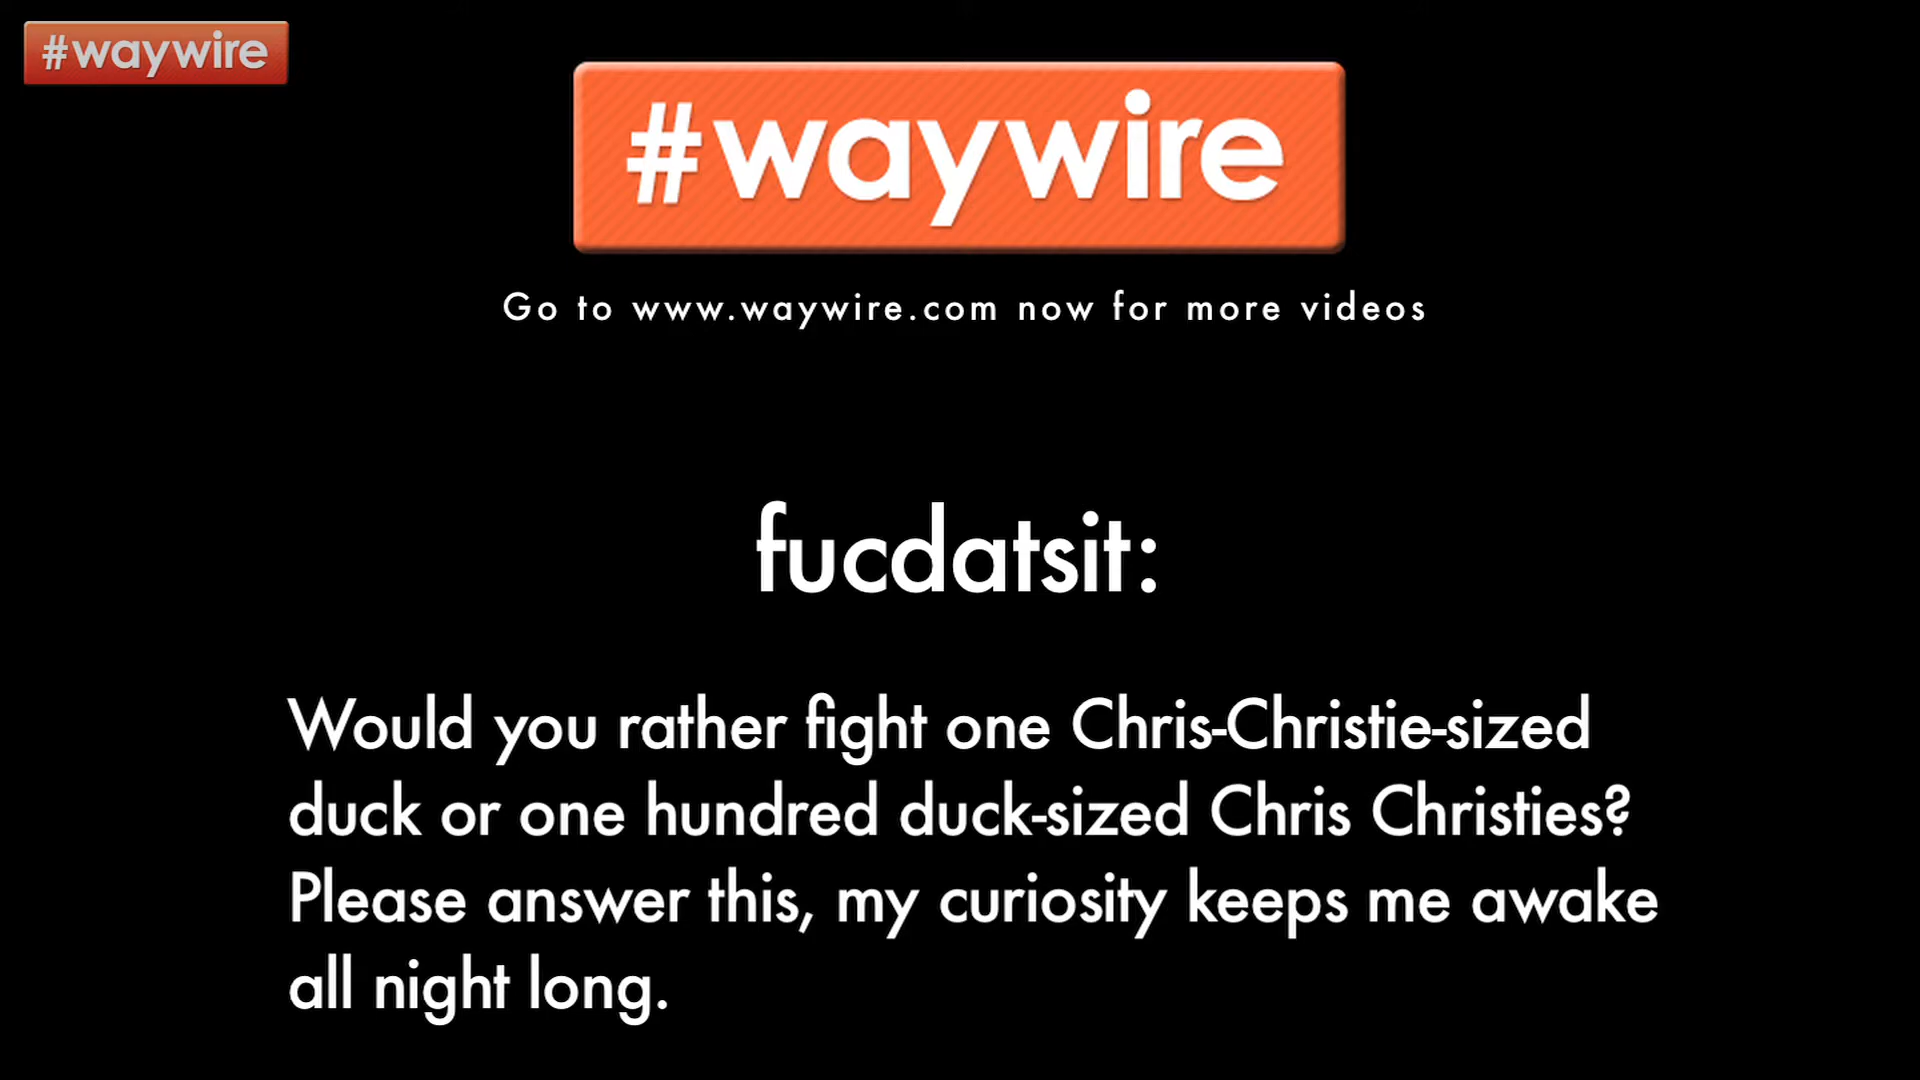 #waywire
#waywire
Go to www.waywire.com now for more videos
fucdatsit:
Would you rather fight one Chris-Christie-sized
duck or one hundred duck-sized Chris Christies?
Please answer this, my curiosity keeps me awake
all night long.